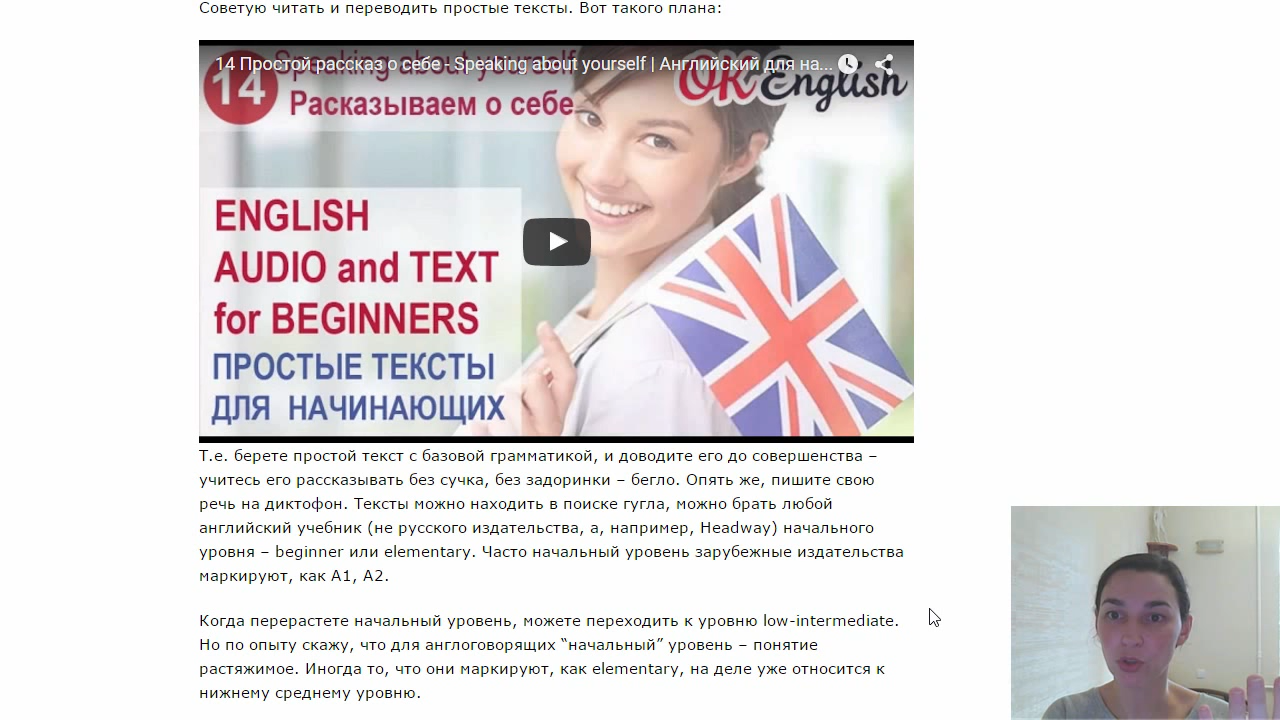 Советую читать и переводить простые тексты. Вот такого плана:
14 Простой рассказ о себе - Speaking about yourself | Английский для на...
Speaking about yourself
14
Расказываем о себе
OK English
ENGLISH
AUDIO and TEXT
for BEGINNERS
ПРОСТЫЕ ТЕКСТЫ
ДЛЯ НАЧИНАЮЩИХ
Т.е. берете простой текст с базовой грамматикой, и доводите его до совершенства –
учитесь его рассказывать без сучка, без задоринки – бегло. Опять же, пишите свою
речь на диктофон. Тексты можно находить в поиске гугла, можно брать любой
английский учебник (не русского издательства, а, например, Headway) начального
уровня – beginner или elementary. Часто начальный уровень зарубежные издательства
маркируют, как A1, A2.
Когда перерастете начальный уровень, можете переходить к уровню low-intermediate.
Но по опыту скажу, что для англоговорящих “начальный” уровень – понятие
растяжимое. Иногда то, что они маркируют, как elementary, на деле уже относится к
нижнему среднему уровню.